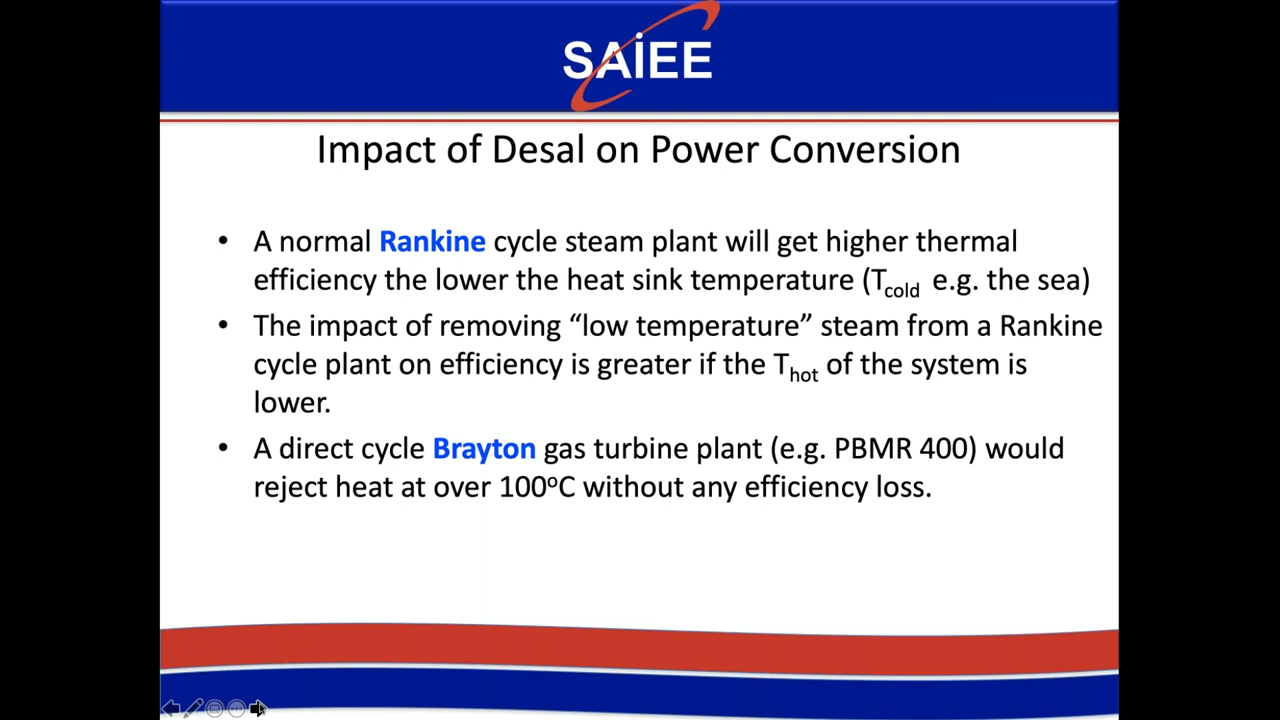 SAiEE
Impact of Desal on Power Conversion
• A normal Rankine cycle steam plant will get higher thermal
efficiency the lower the heat sink temperature (Tcold e.g. the sea)
• The impact of removing “low temperature” steam from a Rankine
cycle plant on efficiency is greater if the Thot of the system is
lower.
• A direct cycle Brayton gas turbine plant (e.g. PBMR 400) would
reject heat at over 100°C without any efficiency loss.